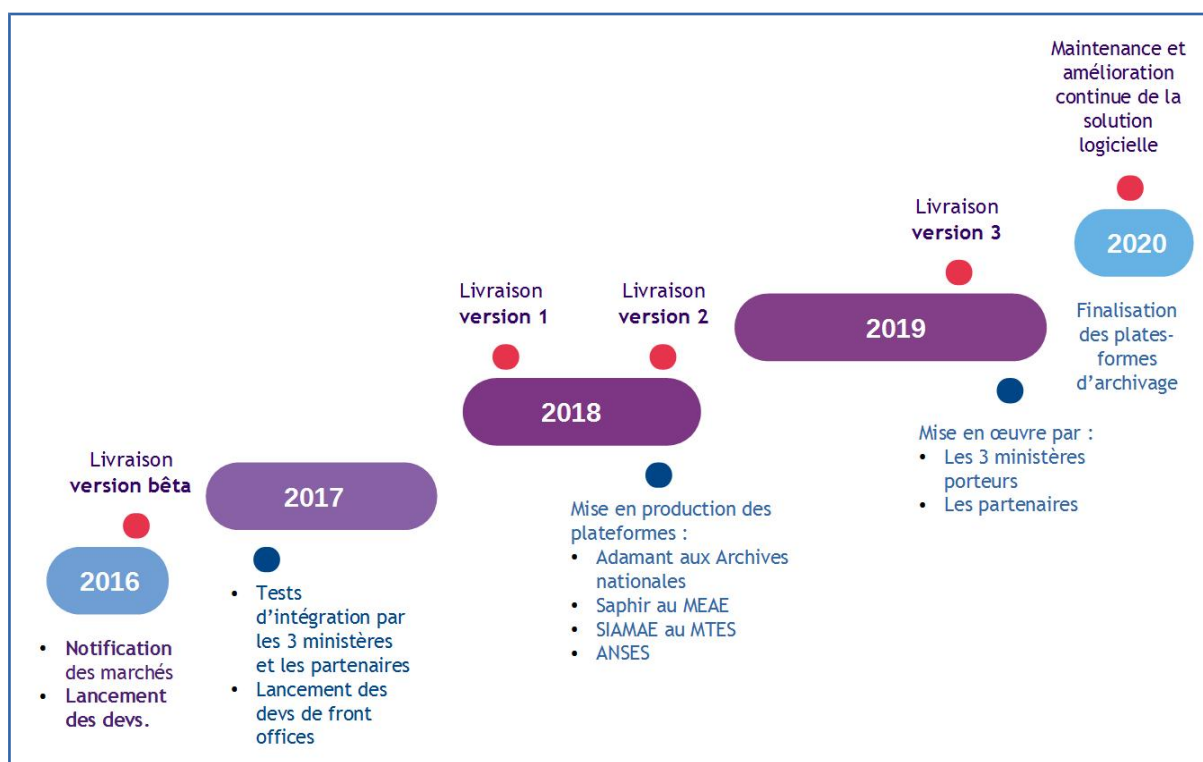 Livraison
version bêta
2016
• Notification
des marchés
• Lancement
des devs.
2017
• Tests
d'intégration par
les 3 ministères
et les partenaires
• Lancement des
devs de front
offices
Livraison
version 1
Livraison
version 2
2018
Mise en production des
plateformes :
• Adamant aux Archives
nationales
• Saphir au MEAE
• SIAMAE au MTES
• ANSES
Livraison
version 3
2019
Mise en œuvre par :
• Les 3 ministères
porteurs
• Les partenaires
Maintenance et
amélioration
continue de la
solution
logicielle
2020
Finalisation
des plates-
formes
d'archivage